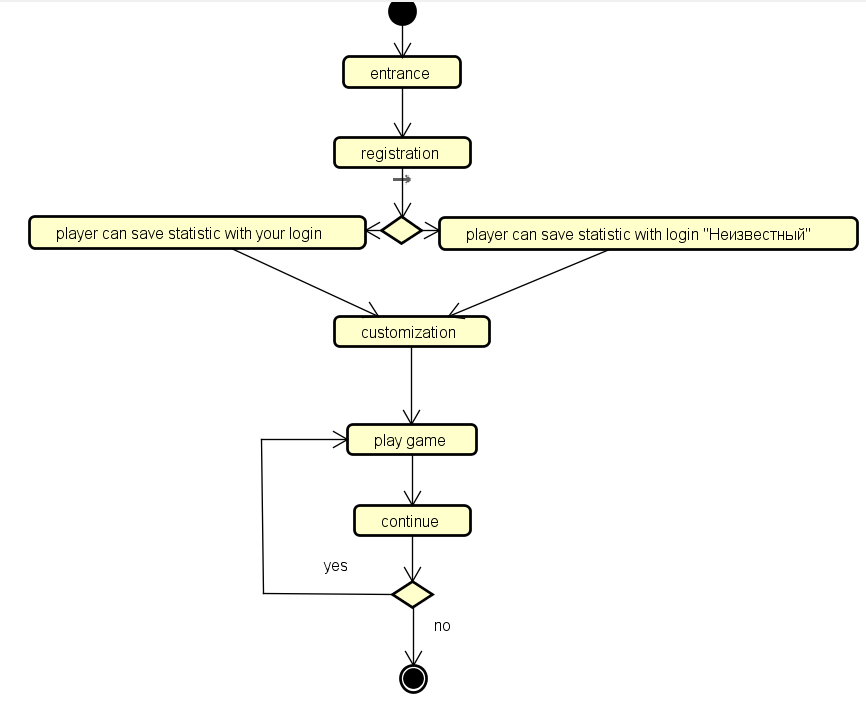 entrance
registration
player can save statistic with your login
player can save statistic with login "Неизвестный"
customization
play game
continue
yes
no